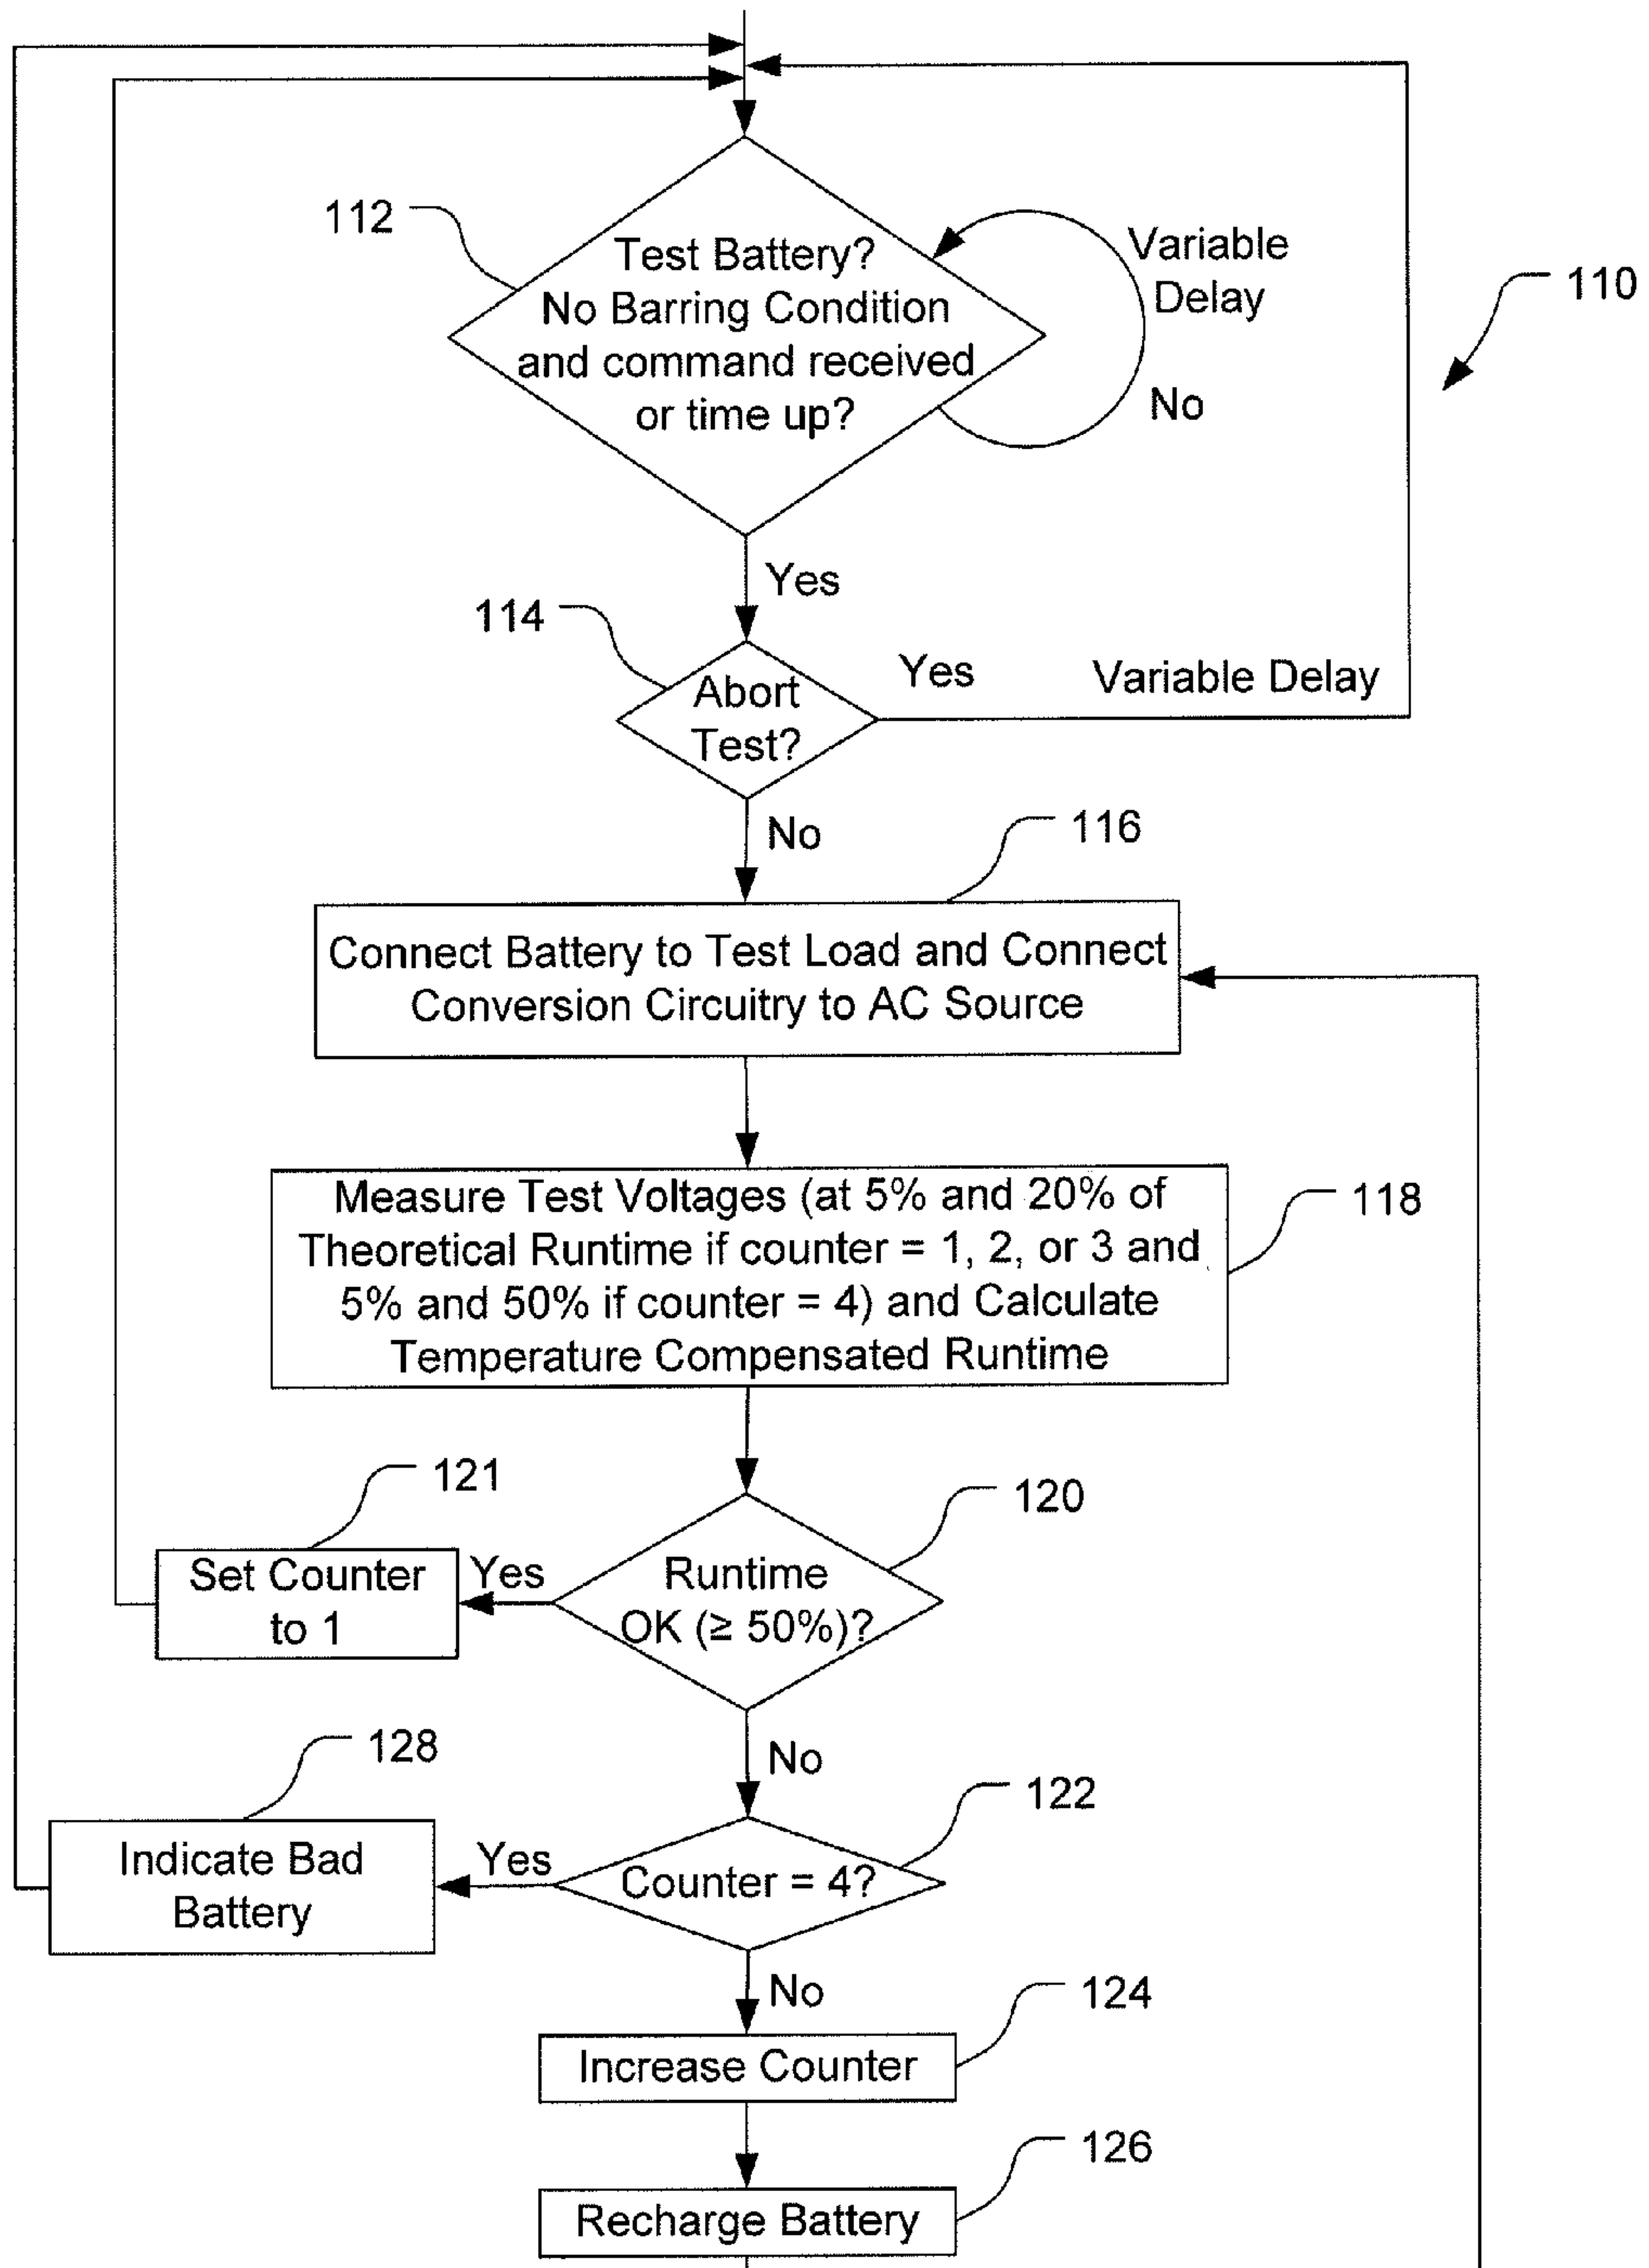 112
Test Battery?
No Barring Condition
and command received
or time up?
Variable
Delay
No
110
Yes
114
Abort
Test?
Yes
Variable Delay
No
116
Connect Battery to Test Load and Connect
Conversion Circuitry to AC Source
Measure Test Voltages (at 5% and 20% of
Theoretical Runtime if counter = 1, 2, or 3 and
5% and 50% if counter = 4) and Calculate
Temperature Compensated Runtime
118
121
Set Counter
to 1
Yes
Runtime
OK (≥ 50%)?
120
No
128
Indicate Bad
Battery
Yes
Counter = 4?
122
No
124
Increase Counter
126
Recharge Battery